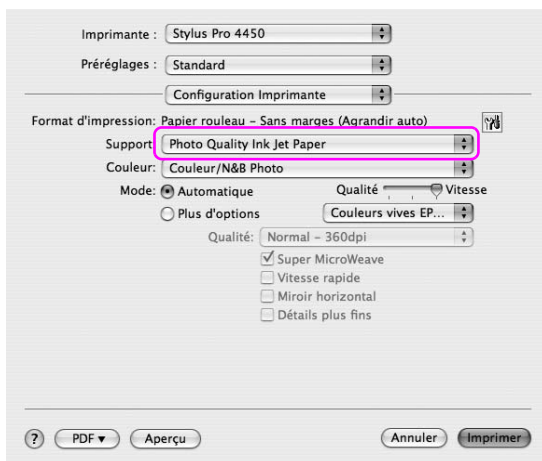 Imprimante : Stylus Pro 4450
Préréglages : Standard
Configuration Imprimante
Format d'impression: Papier rouleau – Sans marges (Agrandir auto)
Support Photo Quality Ink Jet Paper
Couleur: Couleur/N&B Photo
Mode: Automatique Qualité Vitesse
Plus d'options Couleurs vives EP...
Qualité: Normal – 360dpi
Super MicroWeave
Vitesse rapide
Miroir horizontal
Détails plus fins
? PDF Aperçu Annuler Imprimer